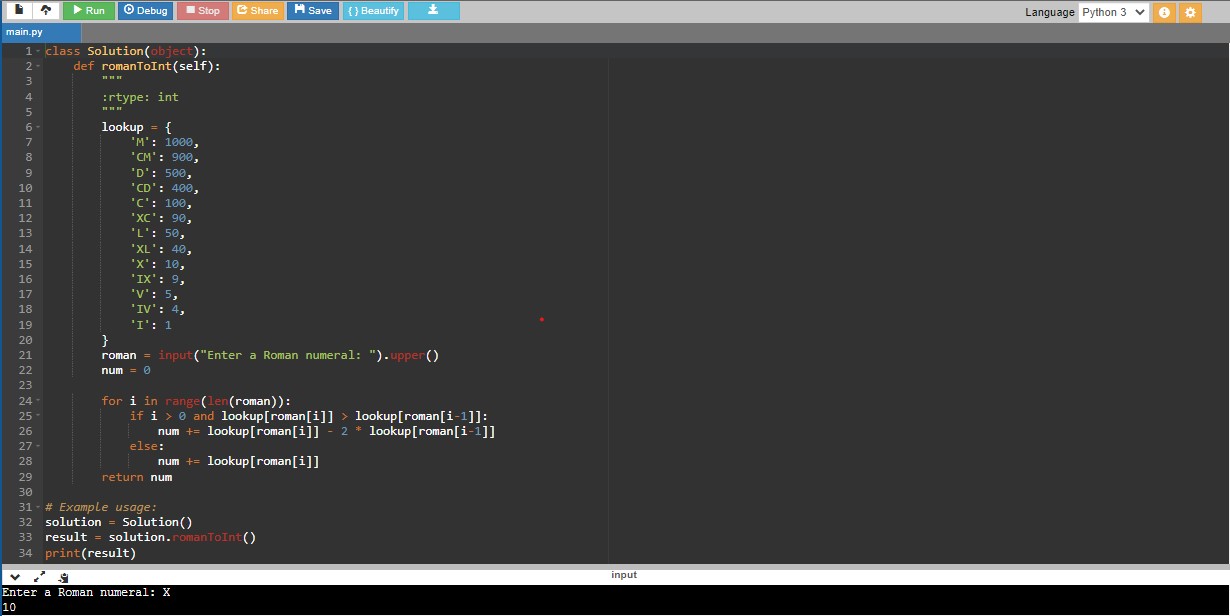 Run Debug Stop Share Save { } Beautify Language Python 3
main.py
1 class Solution(object):
2 def romanToInt(self):
3 """
4 :rtype: int
5 """
6 lookup = {
7 'M': 1000,
8 'CM': 900,
9 'D': 500,
10 'CD': 400,
11 'C': 100,
12 'XC': 90,
13 'L': 50,
14 'XL': 40,
15 'X': 10,
16 'IX': 9,
17 'V': 5,
18 'IV': 4,
19 'I': 1
20 }
21 roman = input("Enter a Roman numeral: ").upper()
22 num = 0
23
24 for i in range(len(roman)):
25 if i > 0 and lookup[roman[i]] > lookup[roman[i-1]]:
26 num += lookup[roman[i]] - 2 * lookup[roman[i-1]]
27 else:
28 num += lookup[roman[i]]
29 return num
30
31 # Example usage:
32 solution = Solution()
33 result = solution.romanToInt()
34 print(result)
input
Enter a Roman numeral: X
10